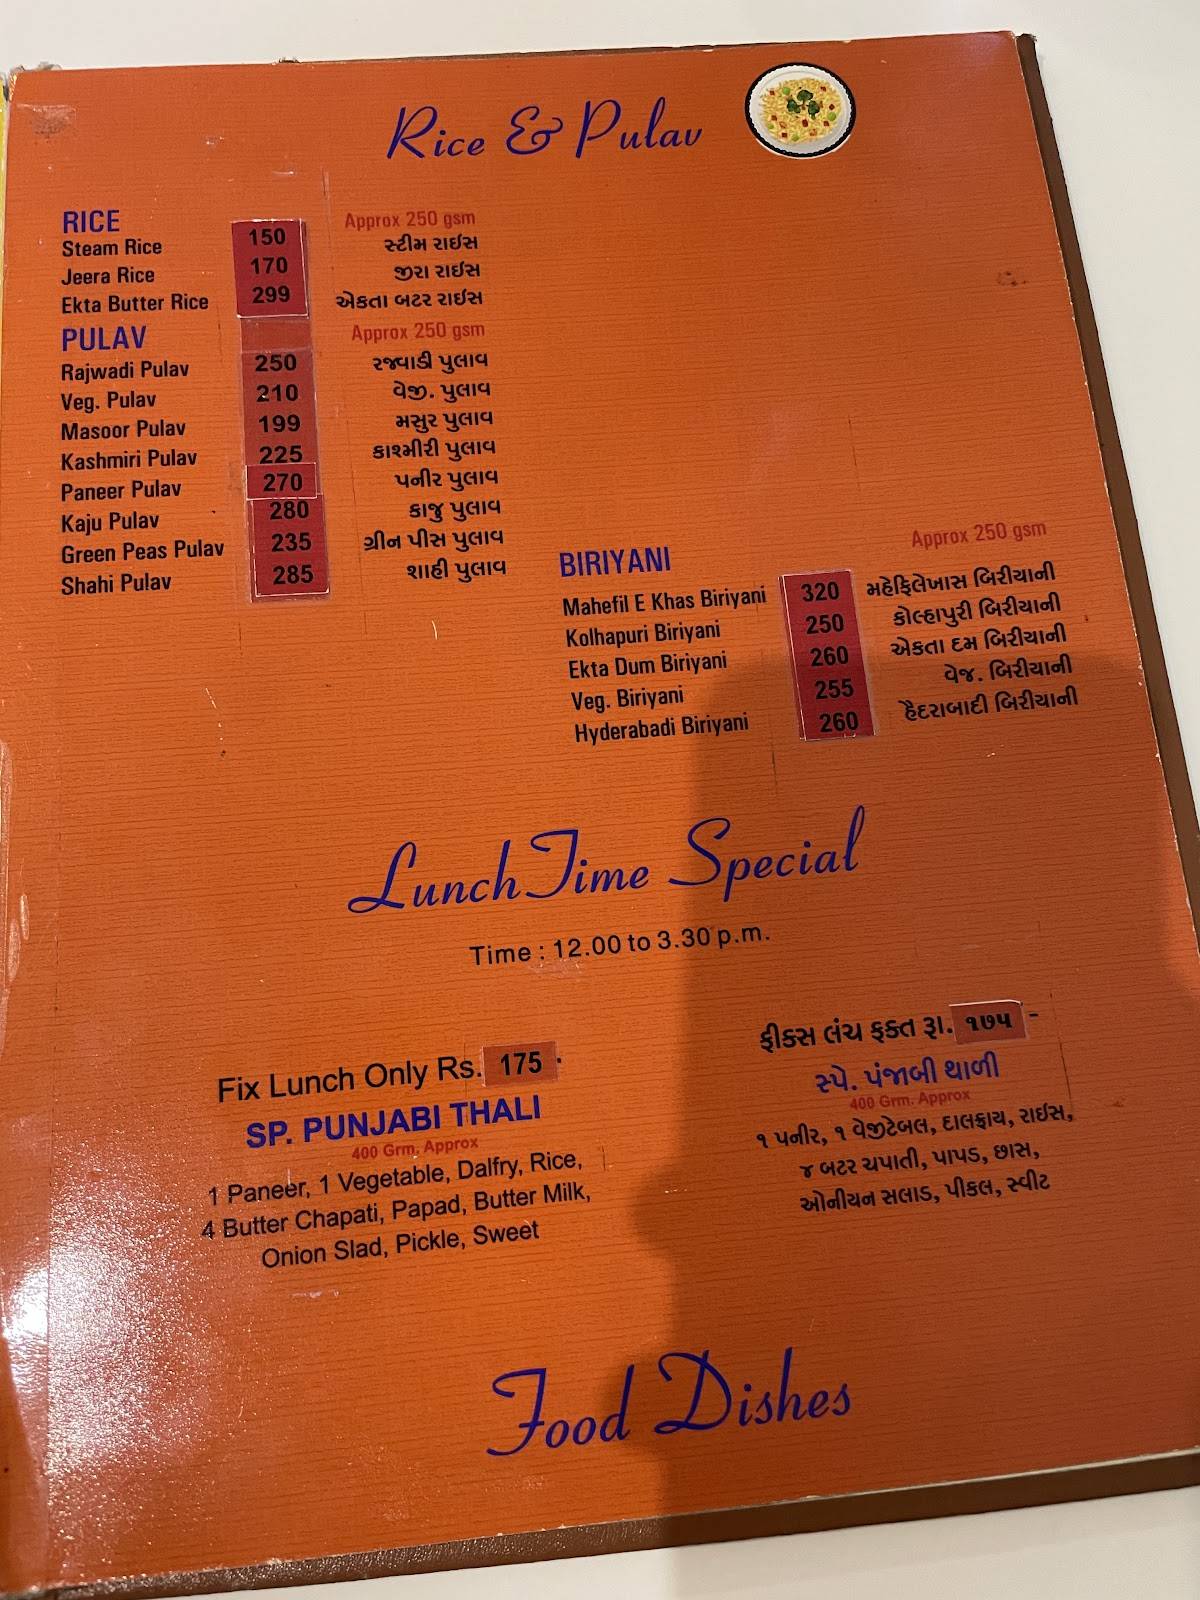 Rice & Pulav
RICE Approx 250 gsm
Steam Rice 150 સ્ટીમ રાઈસ
Jeera Rice 170 જીરા રાઈસ
Ekta Butter Rice 299 એકતા બટર રાઈસ
PULAV Approx 250 gsm
Rajwadi Pulav 250 રજવાડી પુલાવ
Veg. Pulav 210 વેજી. પુલાવ
Masoor Pulav 199 મસુર પુલાવ
Kashmiri Pulav 225 કાશ્મીરી પુલાવ
Paneer Pulav 270 પનીર પુલાવ
Kaju Pulav 280 કાજુ પુલાવ
Green Peas Pulav 235 ગ્રીન પીસ પુલાવ
Shahi Pulav 285 શાહી પુલાવ
BIRIYANI Approx 250 gsm
Mahefil E Khas Biriyani 320 મહેફિલેખાસ બિરીયાની
Kolhapuri Biriyani 250 કોલ્હાપુરી બિરીયાની
Ekta Dum Biriyani 260 એકતા દમ બિરીયાની
Veg. Biriyani 255 વેજ. બિરીયાની
Hyderabadi Biriyani 260 હૈદરાબાદી બિરીયાની
Lunch Time Special
Time : 12.00 to 3.30 p.m.
Fix Lunch Only Rs. 175
SP. PUNJABI THALI
400 Grm. Approx
1 Paneer, 1 Vegetable, Dalfry, Rice,
4 Butter Chapati, Papad, Butter Milk,
Onion Slad, Pickle, Sweet
ફીક્સ લંચ ફક્ત રૂા. ૧૭૫ -
સ્પે. પંજાબી થાળી
400 Grm. Approx
૧ પનીર, ૧ વેજીટેબલ, દાલફ્રાય, રાઈસ,
૪ બટર ચપાતી, પાપડ, છાસ,
ઓનીયન સલાડ, પીકલ, સ્વીટ
Food Dishes